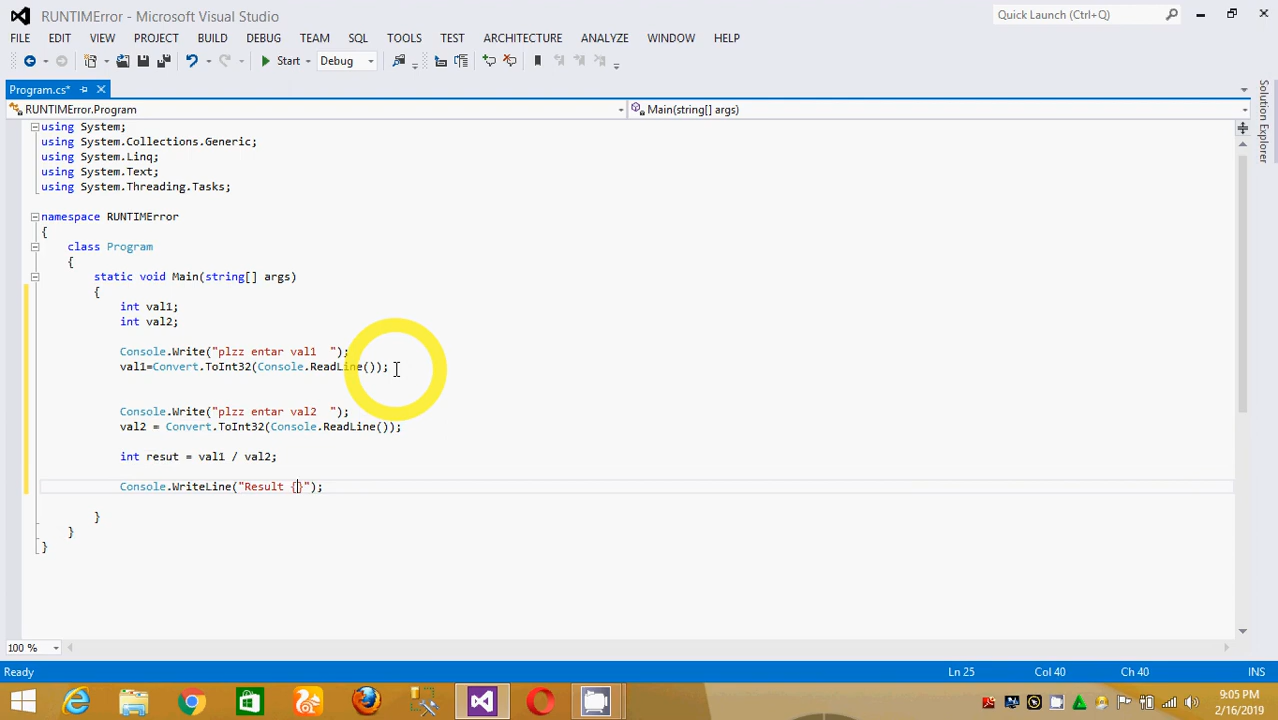 RUNTIMError - Microsoft Visual Studio
Quick Launch (Ctrl+Q)
FILE EDIT VIEW PROJECT BUILD DEBUG TEAM SQL TOOLS TEST ARCHITECTURE ANALYZE WINDOW HELP
Start Debug
Program.cs*
RUNTIMError.Program Main(string[] args)
Solution Explorer
using System;
using System.Collections.Generic;
using System.Linq;
using System.Text;
using System.Threading.Tasks;
namespace RUNTIMError
{
class Program
{
static void Main(string[] args)
{
int val1;
int val2;
Console.Write("plzz entar val1  ");
val1=Convert.ToInt32(Console.ReadLine());
Console.Write("plzz entar val2  ");
val2 = Convert.ToInt32(Console.ReadLine());
int resut = val1 / val2;
Console.WriteLine("Result {}");
}
}
}
100 %
Ready Ln 25 Col 40 Ch 40 INS
9:05 PM
2/16/2019